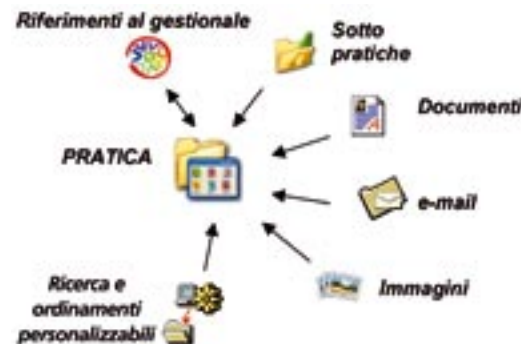 Riferimenti al gestionale
Sotto
pratiche
Documenti
PRATICA
e-mail
Ricerca e
ordinamenti
personalizzabili
Immagini